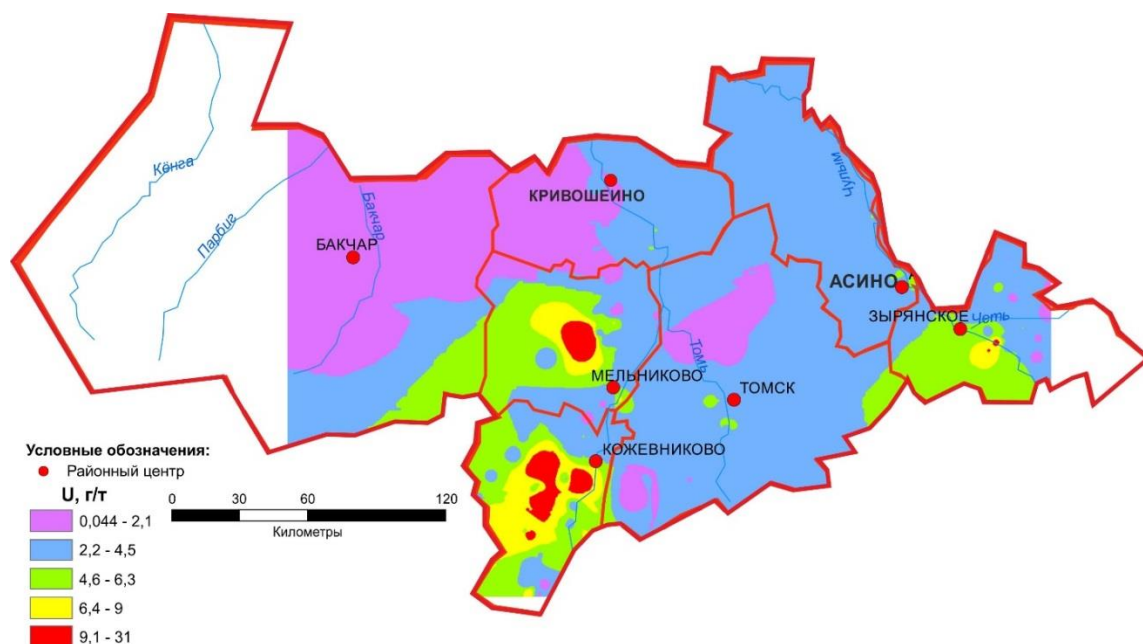 Кёнга
Парбиг
Бакчар
БАКЧАР
КРИВОШЕИНО
Чулым
АСИНО
ЗЫРЯНСКОЕ
Четь
Томь
МЕЛЬНИКОВО
ТОМСК
КОЖЕВНИКОВО
Условные обозначения:
Районный центр
U, г/т
0,044 - 2,1
2,2 - 4,5
4,6 - 6,3
6,4 - 9
9,1 - 31
0 30 60 120
Километры